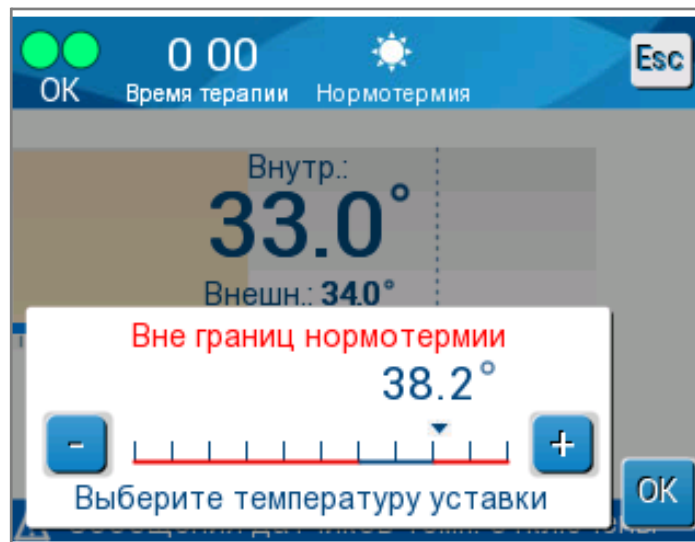 0 00
Esc
OK
Время терапии
Нормотермия
Внутр.:
33.0°
Внешн.: 34.0°
Вне границ нормотермии
38.2°
-
+
Выберите температуру уставки
OK